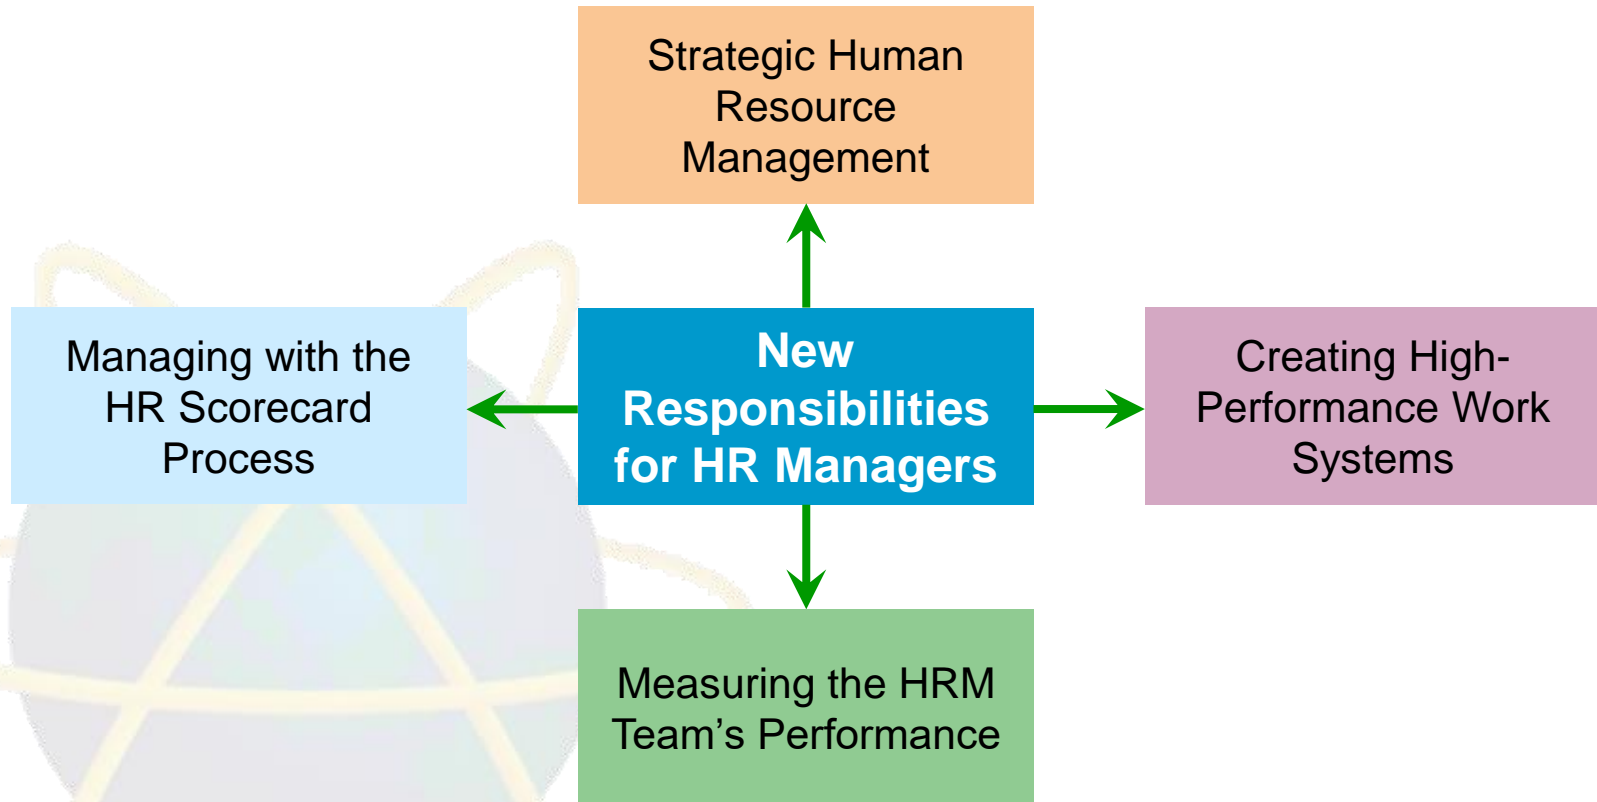 Strategic Human
Resource
Management
Managing with the
HR Scorecard
Process
New
Responsibilities
for HR Managers
Creating High-
Performance Work
Systems
Measuring the HRM
Team’s Performance